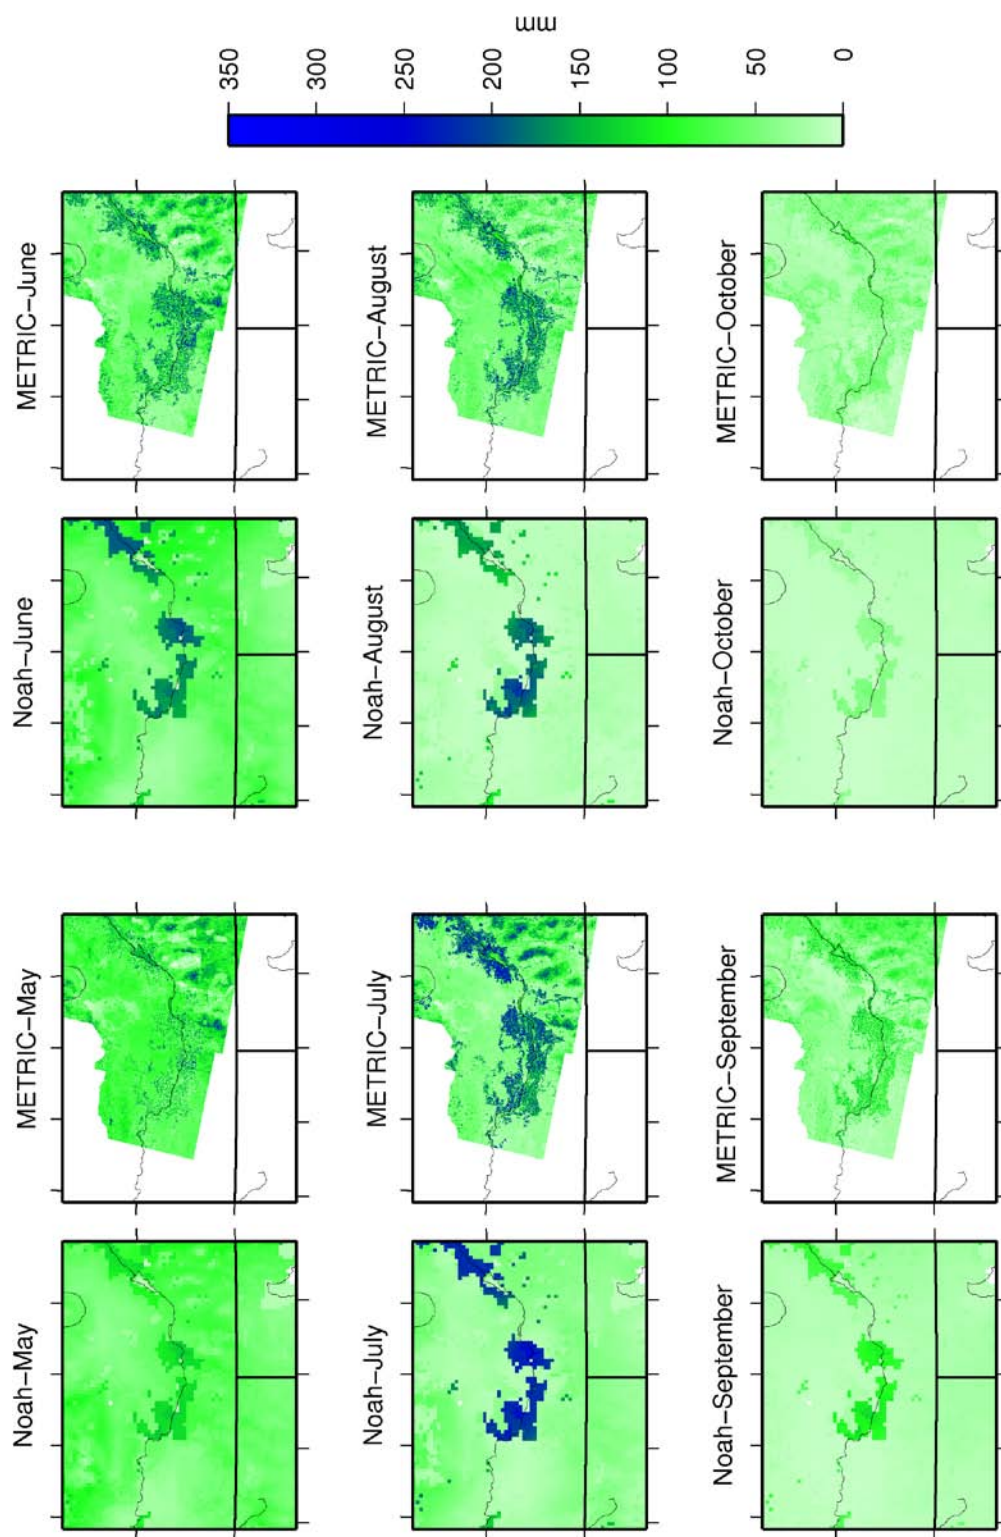 Noah−May
METRIC−May
Noah−June
METRIC−June
Noah−July
METRIC−July
Noah−August
METRIC−August
Noah−September
METRIC−September
Noah−October
METRIC−October
0
50
100
150
200
250
300
350
mm